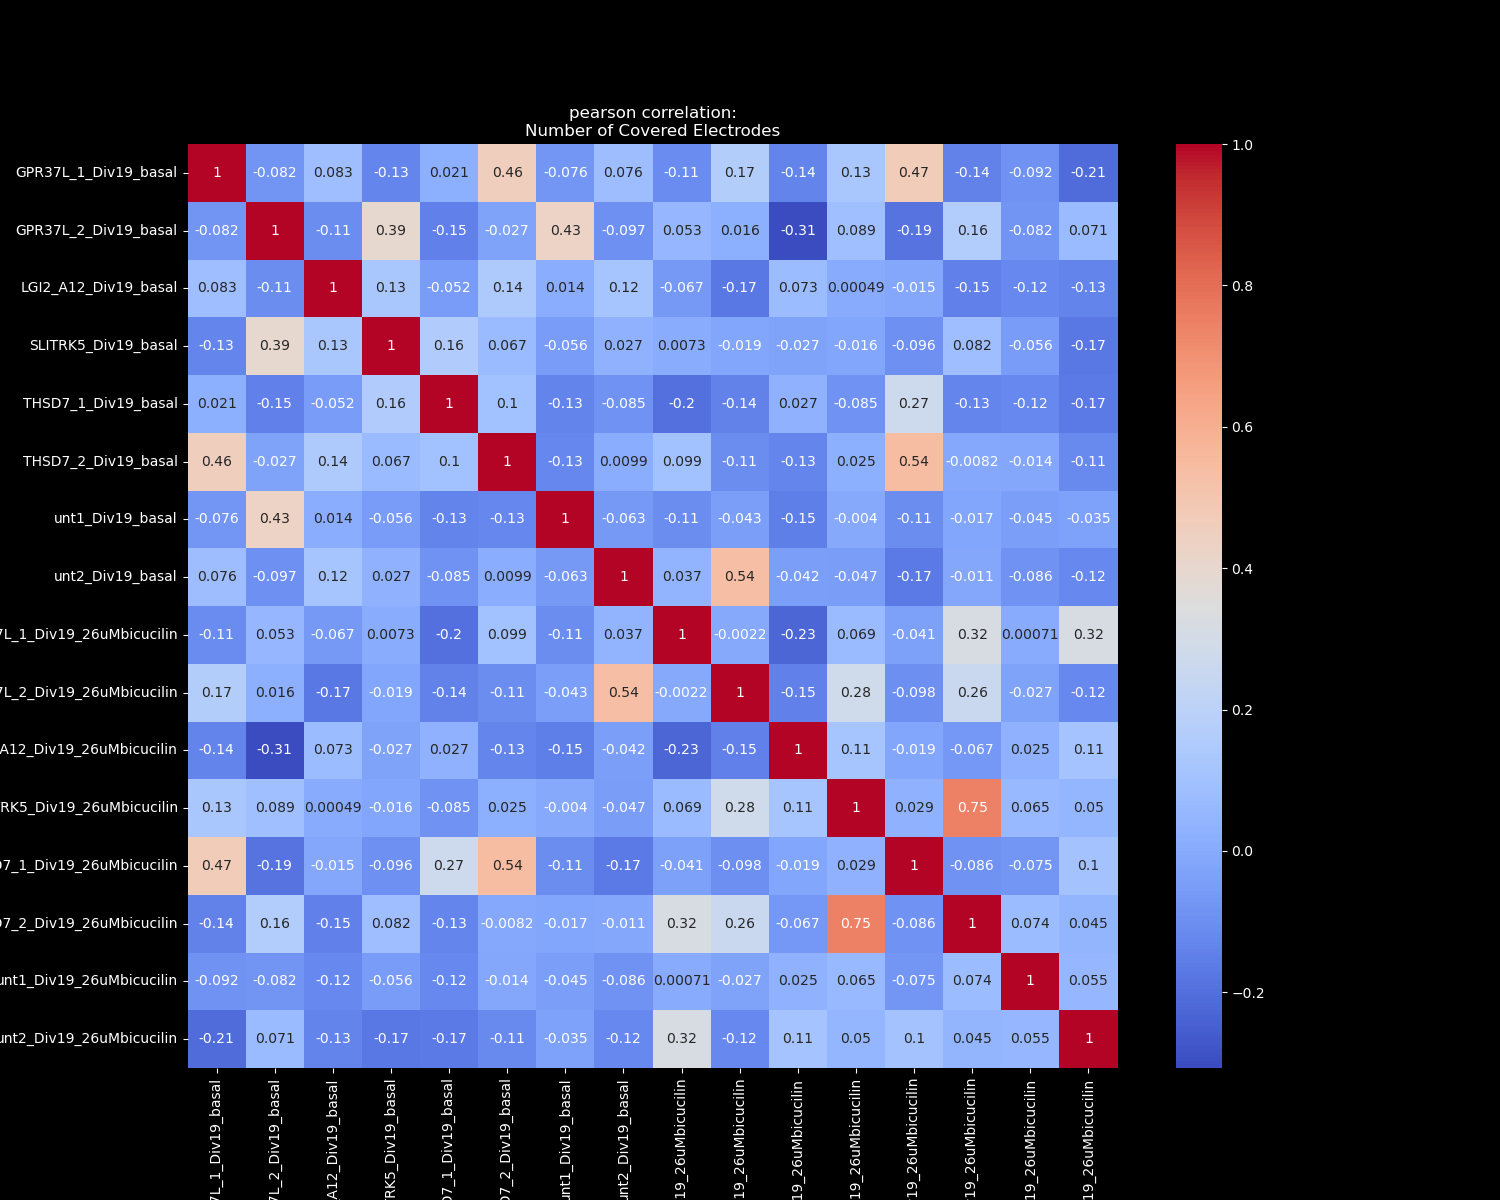 pearson correlation:
Number of Covered Electrodes
GPR37L_1_Div19_basal 1 -0.082 0.083 -0.13 0.021 0.46 -0.076 0.076 -0.11 0.17 -0.14 0.13 0.47 -0.14 -0.092 -0.21
GPR37L_2_Div19_basal -0.082 1 -0.11 0.39 -0.15 -0.027 0.43 -0.097 0.053 0.016 -0.31 0.089 -0.19 0.16 -0.082 0.071
LGI2_A12_Div19_basal 0.083 -0.11 1 0.13 -0.052 0.14 0.014 0.12 -0.067 -0.17 0.073 0.00049 -0.015 -0.15 -0.12 -0.13
SLITRK5_Div19_basal -0.13 0.39 0.13 1 0.16 0.067 -0.056 0.027 0.0073 -0.019 -0.027 -0.016 -0.096 0.082 -0.056 -0.17
THSD7_1_Div19_basal 0.021 -0.15 -0.052 0.16 1 0.1 -0.13 -0.085 -0.2 -0.14 0.027 -0.085 0.27 -0.13 -0.12 -0.17
THSD7_2_Div19_basal 0.46 -0.027 0.14 0.067 0.1 1 -0.13 0.0099 0.099 -0.11 -0.13 0.025 0.54 -0.0082 -0.014 -0.11
unt1_Div19_basal -0.076 0.43 0.014 -0.056 -0.13 -0.13 1 -0.063 -0.11 -0.043 -0.15 -0.004 -0.11 -0.017 -0.045 -0.035
unt2_Div19_basal 0.076 -0.097 0.12 0.027 -0.085 0.0099 -0.063 1 0.037 0.54 -0.042 -0.047 -0.17 -0.011 -0.086 -0.12
7L_1_Div19_26uMbicucilin -0.11 0.053 -0.067 0.0073 -0.2 0.099 -0.11 0.037 1 -0.0022 -0.23 0.069 -0.041 0.32 0.00071 0.32
7L_2_Div19_26uMbicucilin 0.17 0.016 -0.17 -0.019 -0.14 -0.11 -0.043 0.54 -0.0022 1 -0.15 0.28 -0.098 0.26 -0.027 -0.12
A12_Div19_26uMbicucilin -0.14 -0.31 0.073 -0.027 0.027 -0.13 -0.15 -0.042 -0.23 -0.15 1 0.11 -0.019 -0.067 0.025 0.11
RK5_Div19_26uMbicucilin 0.13 0.089 0.00049 -0.016 -0.085 0.025 -0.004 -0.047 0.069 0.28 0.11 1 0.029 0.75 0.065 0.05
D7_1_Div19_26uMbicucilin 0.47 -0.19 -0.015 -0.096 0.27 0.54 -0.11 -0.17 -0.041 -0.098 -0.019 0.029 1 -0.086 -0.075 0.1
D7_2_Div19_26uMbicucilin -0.14 0.16 -0.15 0.082 -0.13 -0.0082 -0.017 -0.011 0.32 0.26 -0.067 0.75 -0.086 1 0.074 0.045
unt1_Div19_26uMbicucilin -0.092 -0.082 -0.12 -0.056 -0.12 -0.014 -0.045 -0.086 0.00071 -0.027 0.025 0.065 -0.075 0.074 1 0.055
unt2_Div19_26uMbicucilin -0.21 0.071 -0.13 -0.17 -0.17 -0.11 -0.035 -0.12 0.32 -0.12 0.11 0.05 0.1 0.045 0.055 1
7L_1_Div19_basal
7L_2_Div19_basal
A12_Div19_basal
TRK5_Div19_basal
D7_1_Div19_basal
D7_2_Div19_basal
unt1_Div19_basal
unt2_Div19_basal
19_26uMbicucilin
19_26uMbicucilin
19_26uMbicucilin
19_26uMbicucilin
19_26uMbicucilin
19_26uMbicucilin
19_26uMbicucilin
19_26uMbicucilin
1.0
0.8
0.6
0.4
0.2
0.0
−0.2